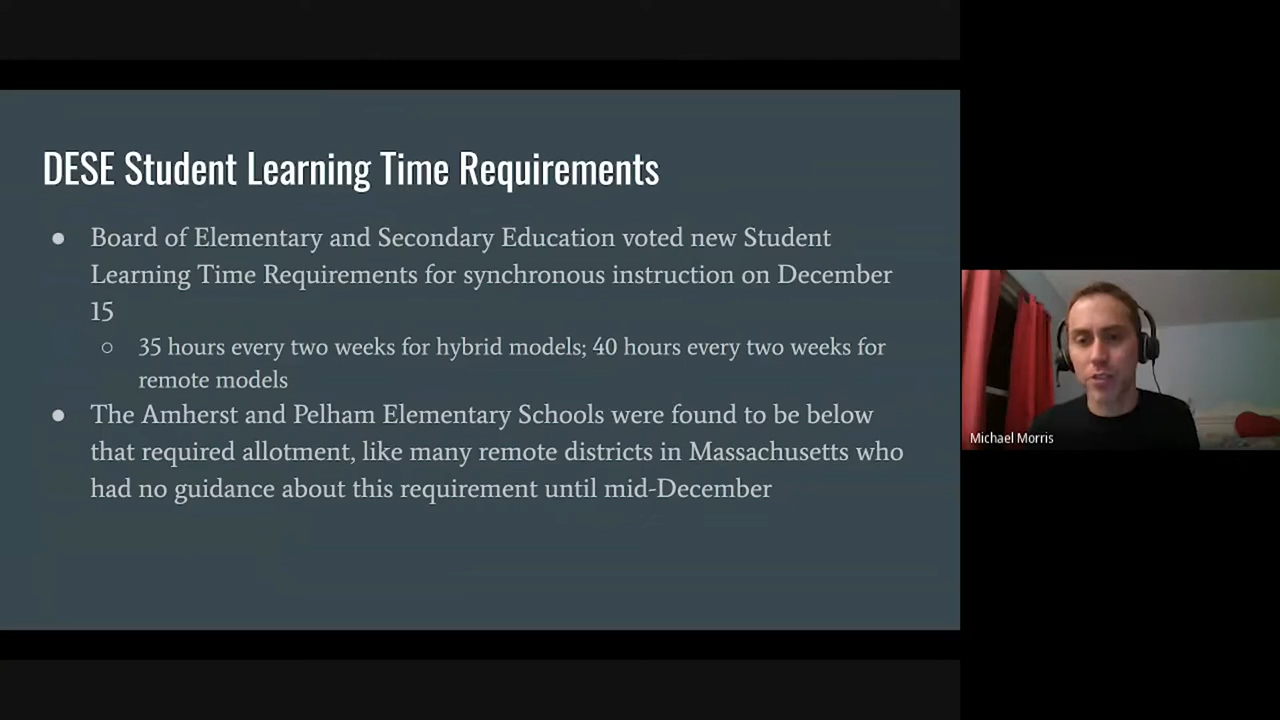 DESE Student Learning Time Requirements
● Board of Elementary and Secondary Education voted new Student
Learning Time Requirements for synchronous instruction on December
15
○ 35 hours every two weeks for hybrid models; 40 hours every two weeks for
remote models
● The Amherst and Pelham Elementary Schools were found to be below
that required allotment, like many remote districts in Massachusetts who
had no guidance about this requirement until mid-December
Michael Morris